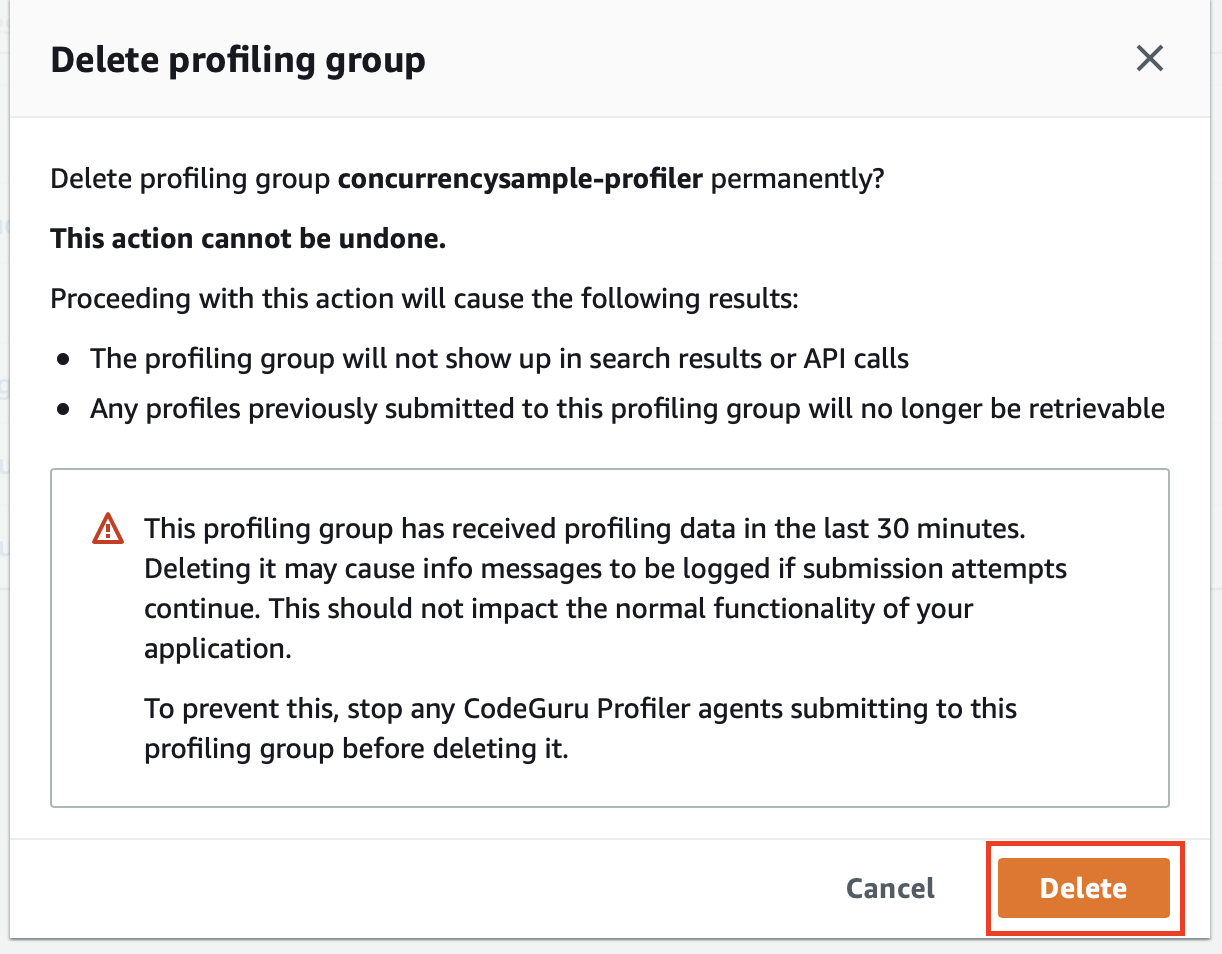 Delete profiling group
Delete profiling group concurrencysample-profiler permanently?
This action cannot be undone.
Proceeding with this action will cause the following results:
The profiling group will not show up in search results or API calls
Any profiles previously submitted to this profiling group will no longer be retrievable
This profiling group has received profiling data in the last 30 minutes.
Deleting it may cause info messages to be logged if submission attempts
continue. This should not impact the normal functionality of your
application.
To prevent this, stop any CodeGuru Profiler agents submitting to this
profiling group before deleting it.
Cancel
Delete